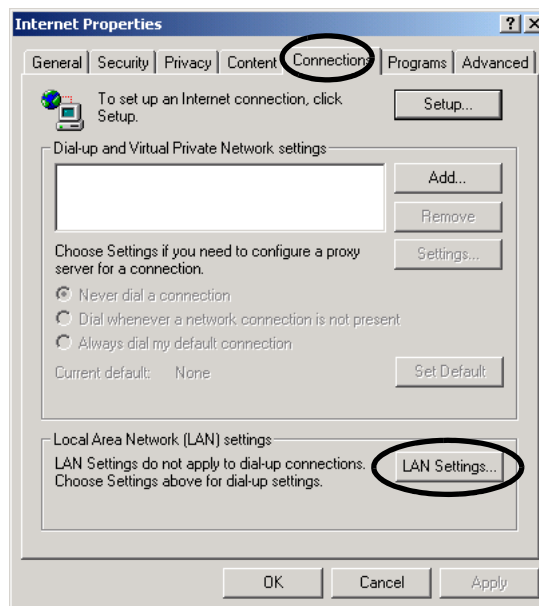 Internet Properties
?
General Security Privacy Content Connections Programs Advanced
To set up an Internet connection, click
Setup.
Setup...
Dial-up and Virtual Private Network settings
Add...
Remove
Choose Settings if you need to configure a proxy
server for a connection.
Settings...
Never dial a connection
Dial whenever a network connection is not present
Always dial my default connection
Current default: None
Set Default
Local Area Network (LAN) settings
LAN Settings do not apply to dial-up connections.
Choose Settings above for dial-up settings.
LAN Settings...
OK Cancel Apply